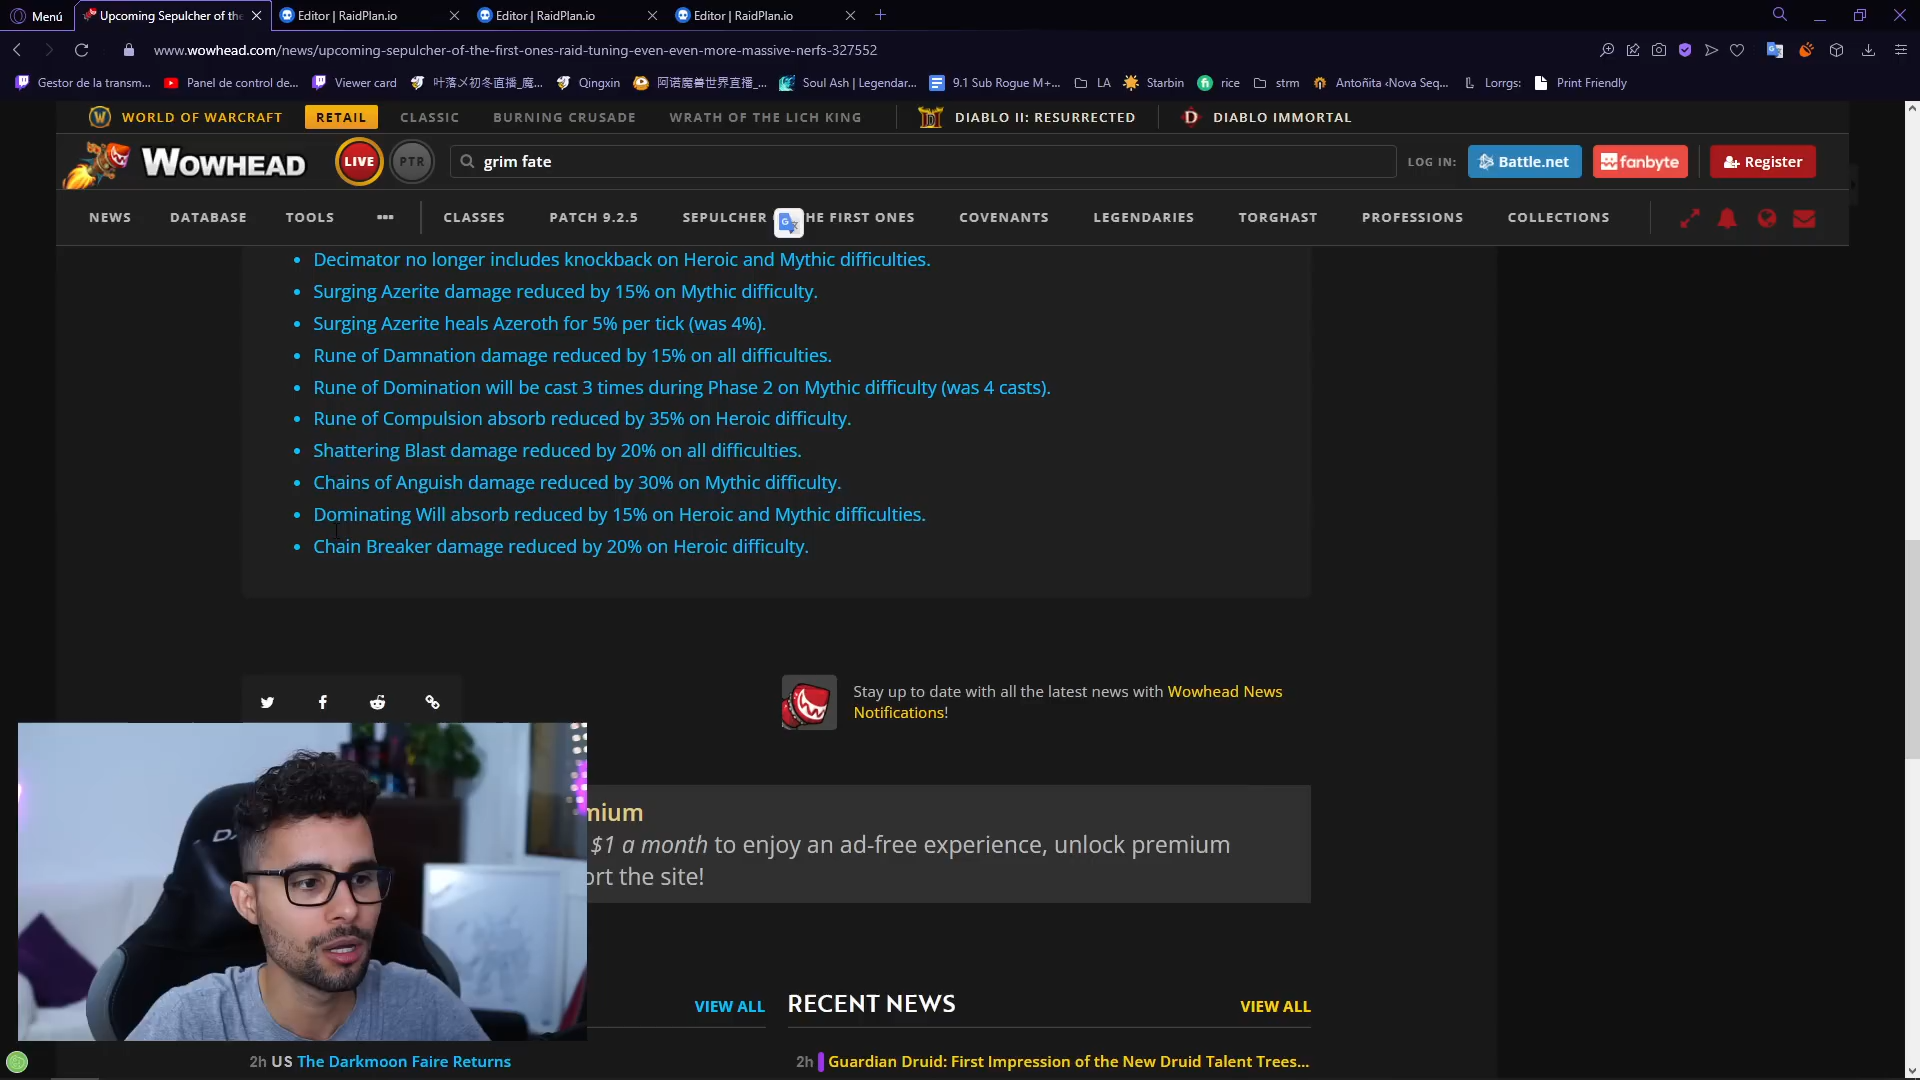 Menú
Upcoming Sepulcher of the
Editor | RaidPlan.io
Editor | RaidPlan.io
Editor | RaidPlan.io
www.wowhead.com/news/upcoming-sepulcher-of-the-first-ones-raid-tuning-even-even-more-massive-nerfs-327552
Gestor de la transm... Panel de control de... Viewer card 叶落乄初冬直播_魔... Qingxin 阿诺魔兽世界直播_... Soul Ash | Legendar... 9.1 Sub Rogue M+... LA Starbin rice strm Antoñita ‹Nova Seq... Lorrgs: Print Friendly
WORLD OF WARCRAFT RETAIL CLASSIC BURNING CRUSADE WRATH OF THE LICH KING DIABLO II: RESURRECTED DIABLO IMMORTAL
WOWHEAD LIVE PTR grim fate LOG IN: Battle.net fanbyte Register
NEWS DATABASE TOOLS ••• CLASSES PATCH 9.2.5 SEPULCHER HE FIRST ONES COVENANTS LEGENDARIES TORGHAST PROFESSIONS COLLECTIONS
• Decimator no longer includes knockback on Heroic and Mythic difficulties.
• Surging Azerite damage reduced by 15% on Mythic difficulty.
• Surging Azerite heals Azeroth for 5% per tick (was 4%).
• Rune of Damnation damage reduced by 15% on all difficulties.
• Rune of Domination will be cast 3 times during Phase 2 on Mythic difficulty (was 4 casts).
• Rune of Compulsion absorb reduced by 35% on Heroic difficulty.
• Shattering Blast damage reduced by 20% on all difficulties.
• Chains of Anguish damage reduced by 30% on Mythic difficulty.
• Dominating Will absorb reduced by 15% on Heroic and Mythic difficulties.
• Chain Breaker damage reduced by 20% on Heroic difficulty.
Stay up to date with all the latest news with Wowhead News
Notifications!
mium
$1 a month to enjoy an ad-free experience, unlock premium
ort the site!
VIEW ALL
RECENT NEWS VIEW ALL
2h US The Darkmoon Faire Returns
2h Guardian Druid: First Impression of the New Druid Talent Trees...